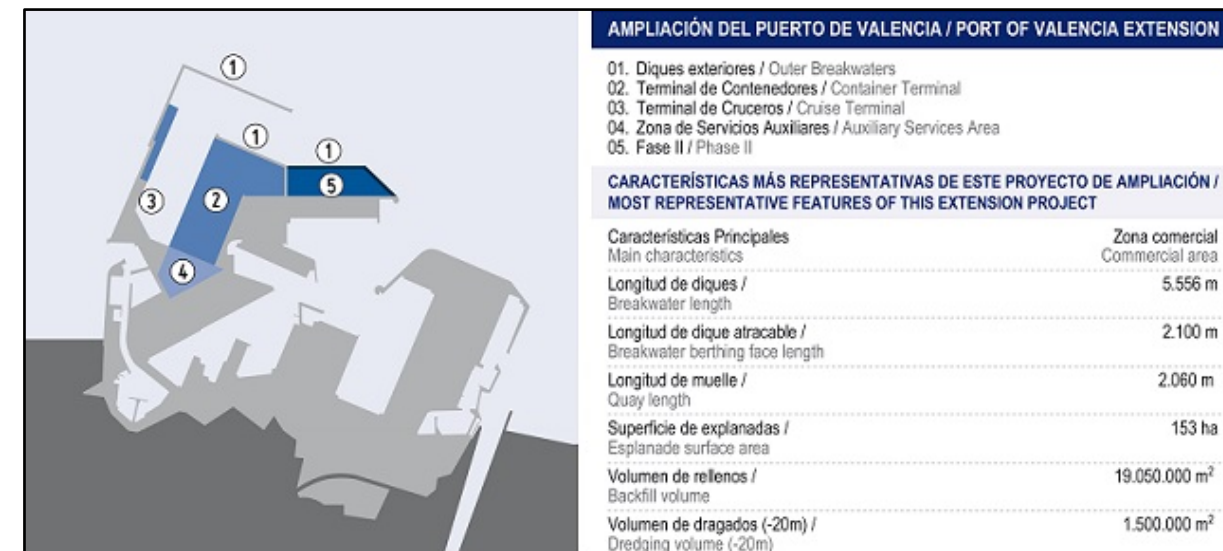 1
1
1
5
2
3
4
AMPLIACIÓN DEL PUERTO DE VALENCIA / PORT OF VALENCIA EXTENSION
01. Diques exteriores / Outer Breakwaters
02. Terminal de Contenedores / Container Terminal
03. Terminal de Cruceros / Cruise Terminal
04. Zona de Servicios Auxiliares / Auxiliary Services Area
05. Fase II / Phase II
CARACTERÍSTICAS MÁS REPRESENTATIVAS DE ESTE PROYECTO DE AMPLIACIÓN /
MOST REPRESENTATIVE FEATURES OF THIS EXTENSION PROJECT
Características Principales Zona comercial
Main characteristics Commercial area
Longitud de diques / 5.556 m
Breakwater length
Longitud de dique atracable / 2.100 m
Breakwater berthing face length
Longitud de muelle / 2.060 m
Quay length
Superficie de explanadas / 153 ha
Esplanade surface area
Volumen de rellenos / 19.050.000 m²
Backfill volume
Volumen de dragados (-20m) / 1.500.000 m²
Dredging volume (-20m)